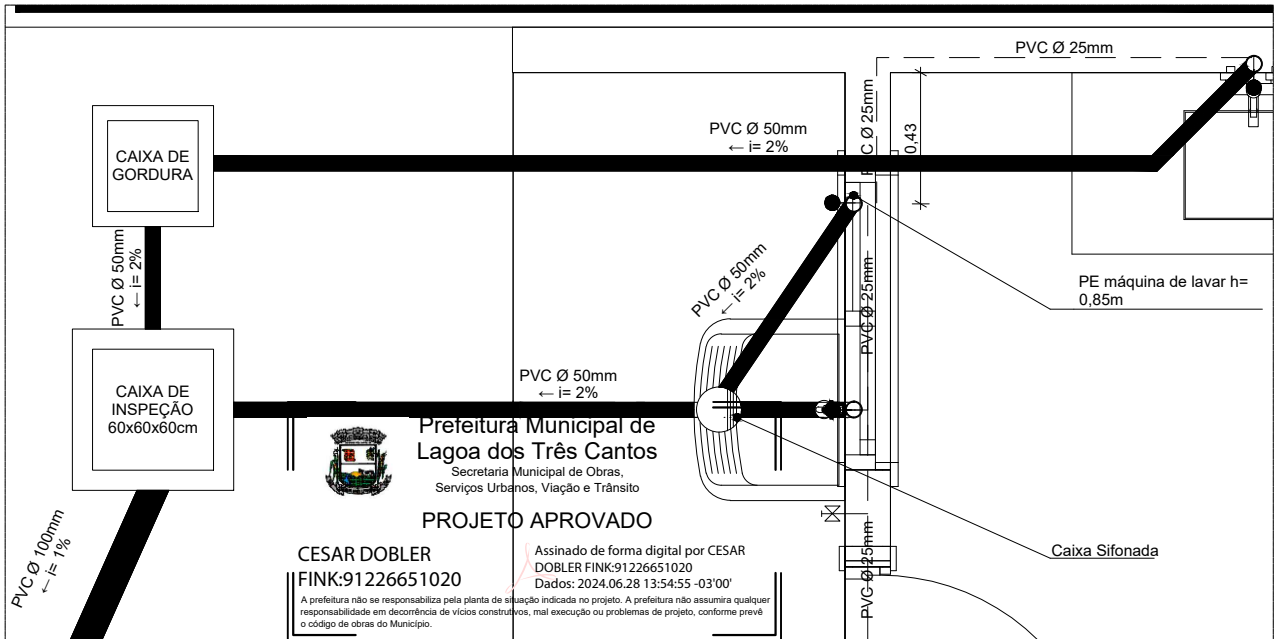 PVC Ø 25mm
PVC Ø 50mm
← i= 2%
PVC Ø 25mm
0,43
CAIXA DE
GORDURA
PVC Ø 50mm
← i= 2%
PVC Ø 50mm
← i= 2%
PVC Ø 25mm
PE máquina de lavar h=
0,85m
CAIXA DE
INSPEÇÃO
60x60x60cm
PVC Ø 50mm
← i= 2%
Prefeitura Municipal de
Lagoa dos Três Cantos
Secretaria Municipal de Obras,
Serviços Urbanos, Viação e Trânsito
PROJETO APROVADO
CESAR DOBLER
FINK:91226651020
Assinado de forma digital por CESAR
DOBLER FINK:91226651020
Dados: 2024.06.28 13:54:55 -03'00'
A prefeitura não se responsabiliza pela planta de situação indicada no projeto. A prefeitura não assumira qualquer
responsabilidade em decorrência de vícios construtivos, mal execução ou problemas de projeto, conforme prevê
o código de obras do Município.
PVC Ø 100mm
← i= 1%
Caixa Sifonada
PVC Ø 25mm